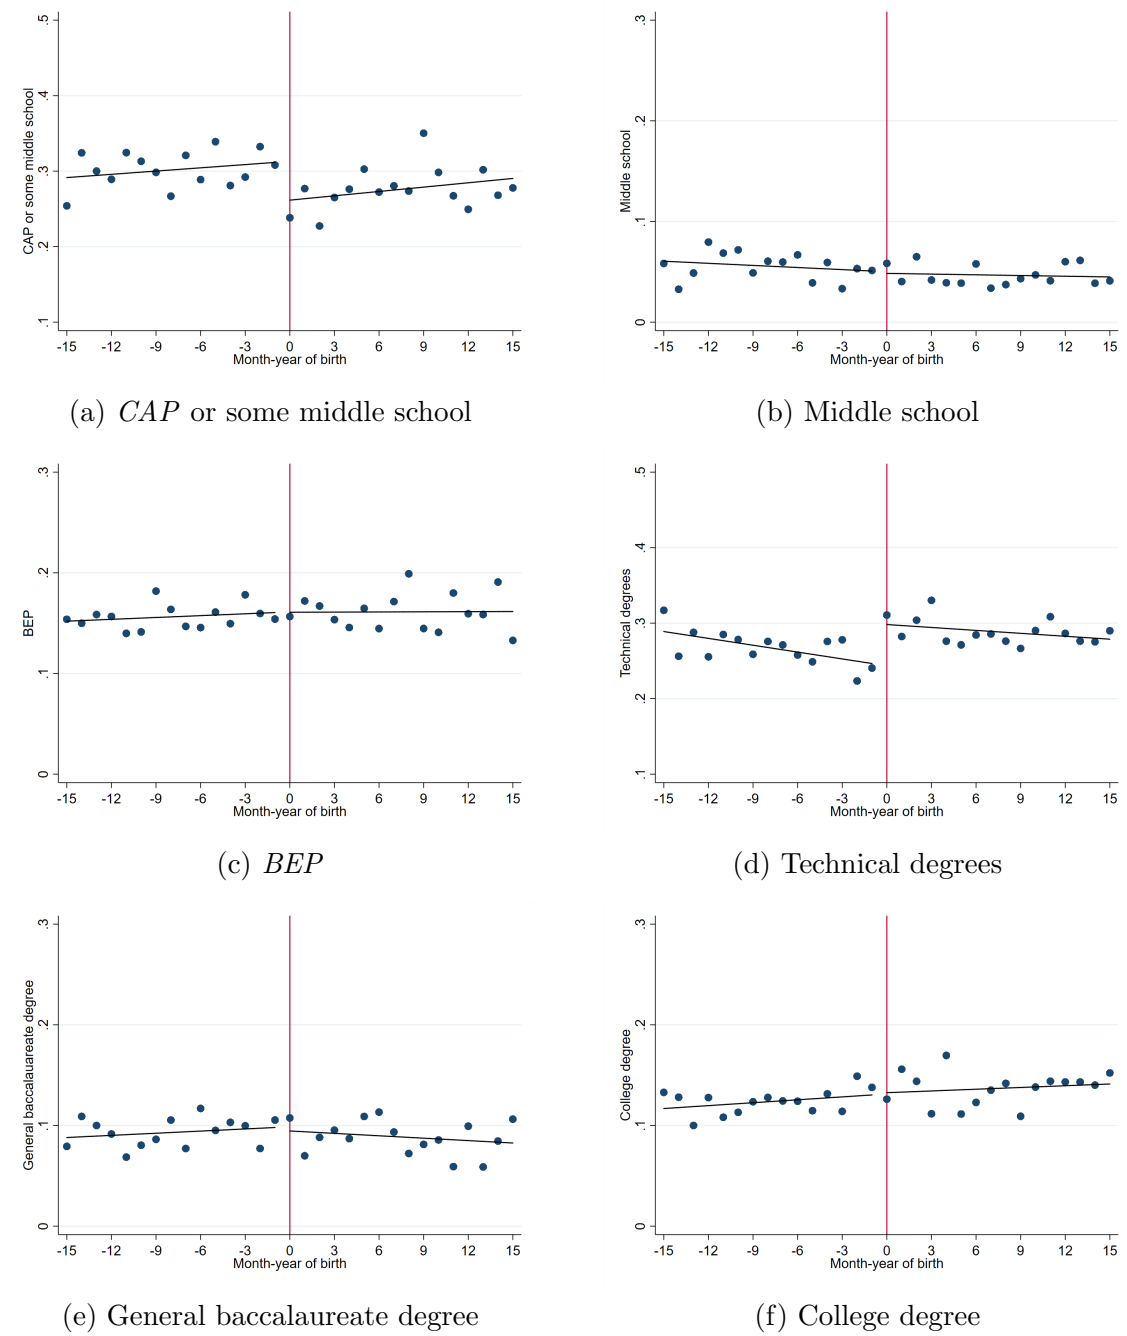 .5
.4
.3
.2
.1
CAP or some middle school
-15 -12 -9 -6 -3 0 3 6 9 12 15
Month-year of birth
(a) CAP or some middle school
.3
.2
.1
0
Middle school
-15 -12 -9 -6 -3 0 3 6 9 12 15
Month-year of birth
(b) Middle school
.3
.2
.1
0
BEP
-15 -12 -9 -6 -3 0 3 6 9 12 15
Month-year of birth
(c) BEP
.5
.4
.3
.2
.1
Technical degrees
-15 -12 -9 -6 -3 0 3 6 9 12 15
Month-year of birth
(d) Technical degrees
.3
.2
.1
0
General baccalauareate degree
-15 -12 -9 -6 -3 0 3 6 9 12 15
Month-year of birth
(e) General baccalaureate degree
.3
.2
.1
0
College degree
-15 -12 -9 -6 -3 0 3 6 9 12 15
Month-year of birth
(f) College degree